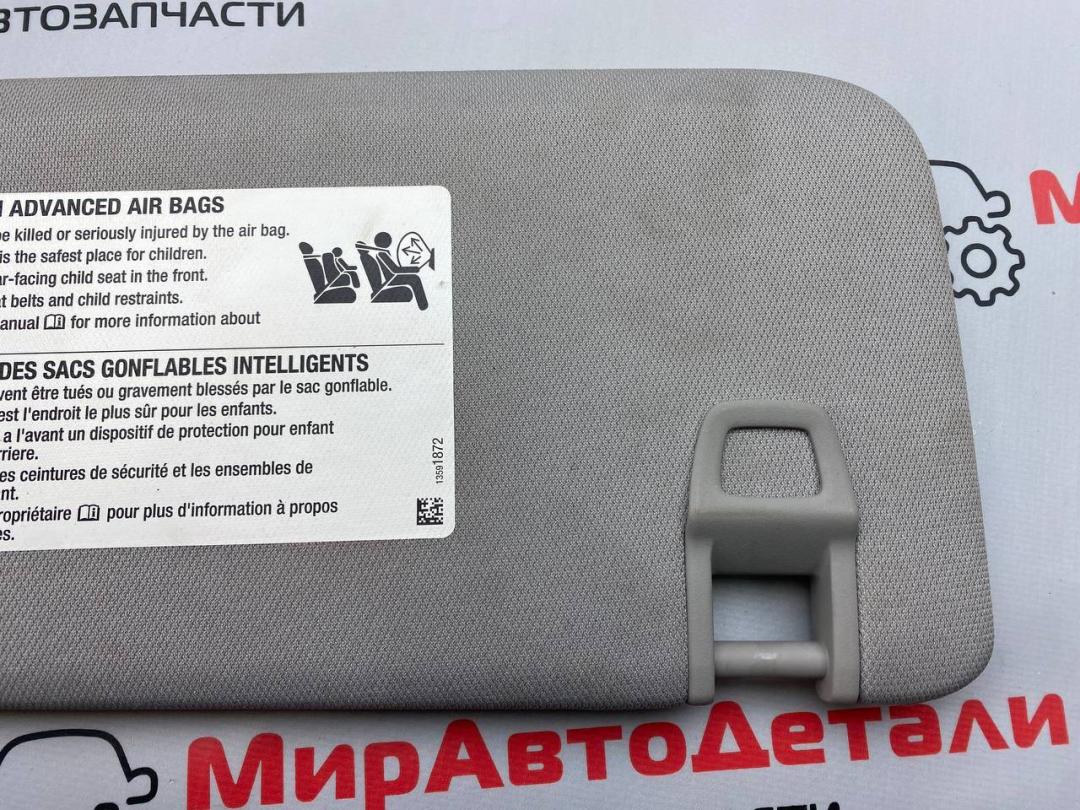 АВТОЗАПЧАСТИ
ADVANCED AIR BAGS
be killed or seriously injured by the air bag.
is the safest place for children.
ar-facing child seat in the front.
at belts and child restraints.
anual for more information about
DES SACS GONFLABLES INTELLIGENTS
vent être tués ou gravement blessés par le sac gonflable.
est l'endroit le plus sûr pour les enfants.
a l'avant un dispositif de protection pour enfant
rriere.
es ceintures de sécurité et les ensembles de
nt.
ropriétaire pour plus d'information à propos
es.
13591872
М
МирАвтоДетали